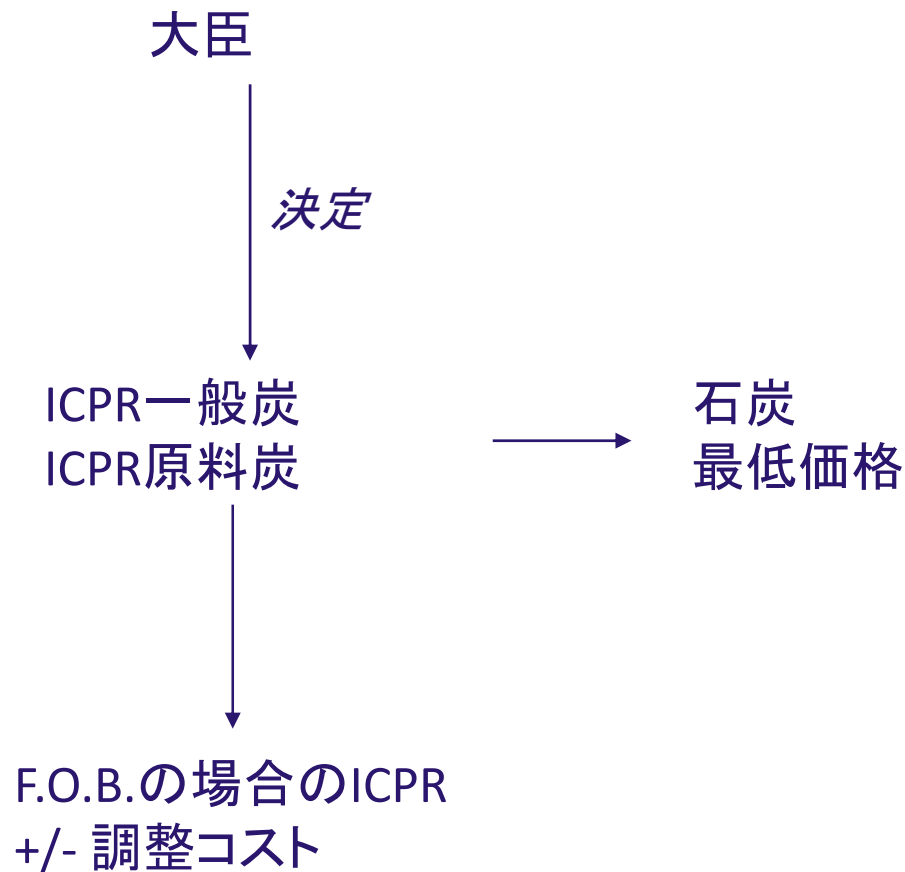 大臣
決定
ICPR一般炭
ICPR原料炭
石炭
最低価格
F.O.B.の場合のICPR
+/- 調整コスト